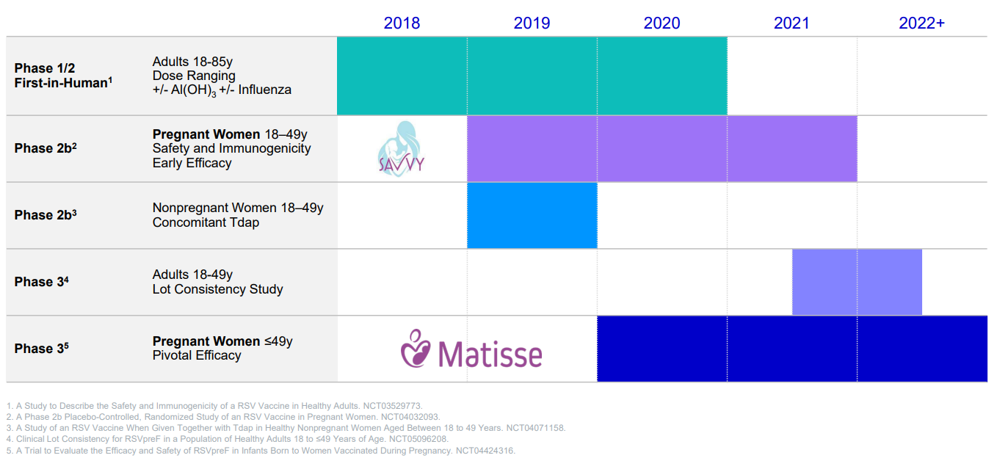 2018 2019 2020 2021 2022+
Phase 1/2
First-in-Human¹
Adults 18-85y
Dose Ranging
+/- Al(OH)₃ +/- Influenza
Phase 2b²
Pregnant Women 18–49y
Safety and Immunogenicity
Early Efficacy
SAVVY
Phase 2b³
Nonpregnant Women 18–49y
Concomitant Tdap
Phase 3⁴
Adults 18-49y
Lot Consistency Study
Phase 3⁵
Pregnant Women ≤49y
Pivotal Efficacy
Matisse
1. A Study to Describe the Safety and Immunogenicity of a RSV Vaccine in Healthy Adults. NCT03529773.
2. A Phase 2b Placebo-Controlled, Randomized Study of an RSV Vaccine in Pregnant Women. NCT04032093.
3. A Study of an RSV Vaccine When Given Together with Tdap in Healthy Nonpregnant Women Aged Between 18 to 49 Years. NCT04071158.
4. Clinical Lot Consistency for RSVpreF in a Population of Healthy Adults 18 to ≤49 Years of Age. NCT05096208.
5. A Trial to Evaluate the Efficacy and Safety of RSVpreF in Infants Born to Women Vaccinated During Pregnancy. NCT04424316.